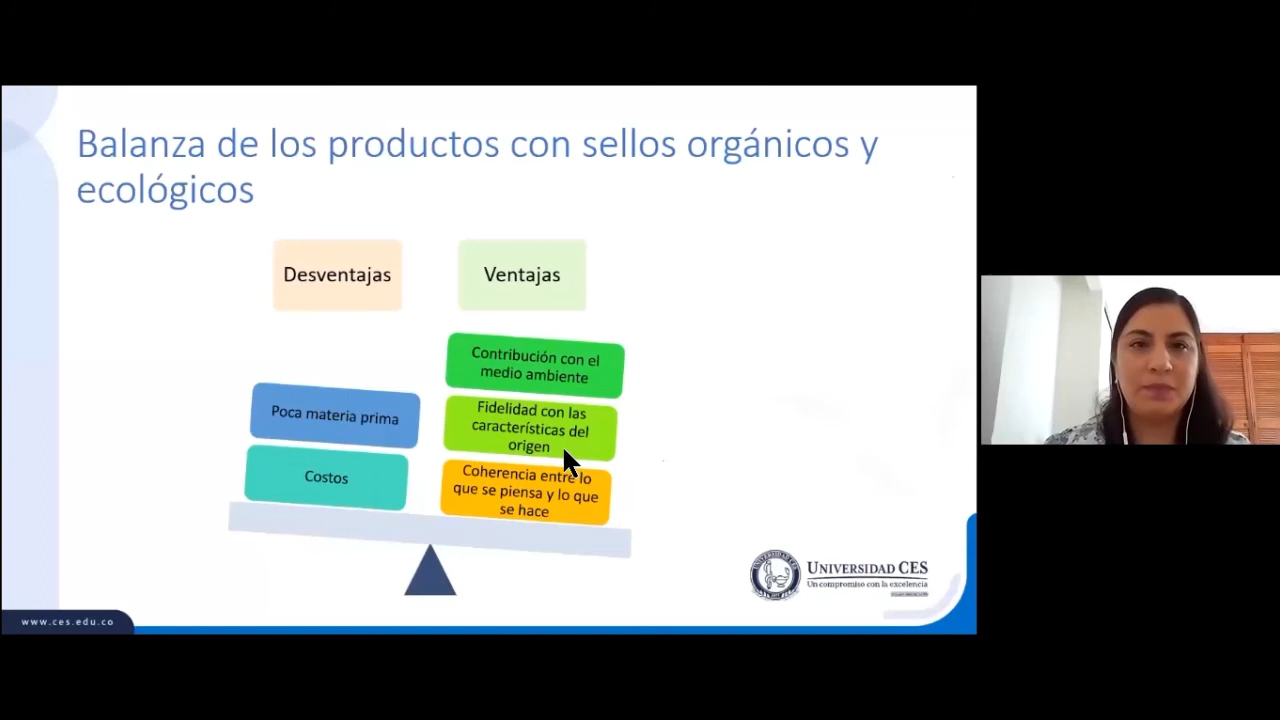 Balanza de los productos con sellos orgánicos y
ecológicos
Desventajas
Ventajas
Contribución con el
medio ambiente
Poca materia prima
Fidelidad con las
características del
origen
Costos
Coherencia entre lo
que se piensa y lo que
se hace
UNIVERSIDAD CES
Un compromiso con la excelencia
www.ces.edu.co